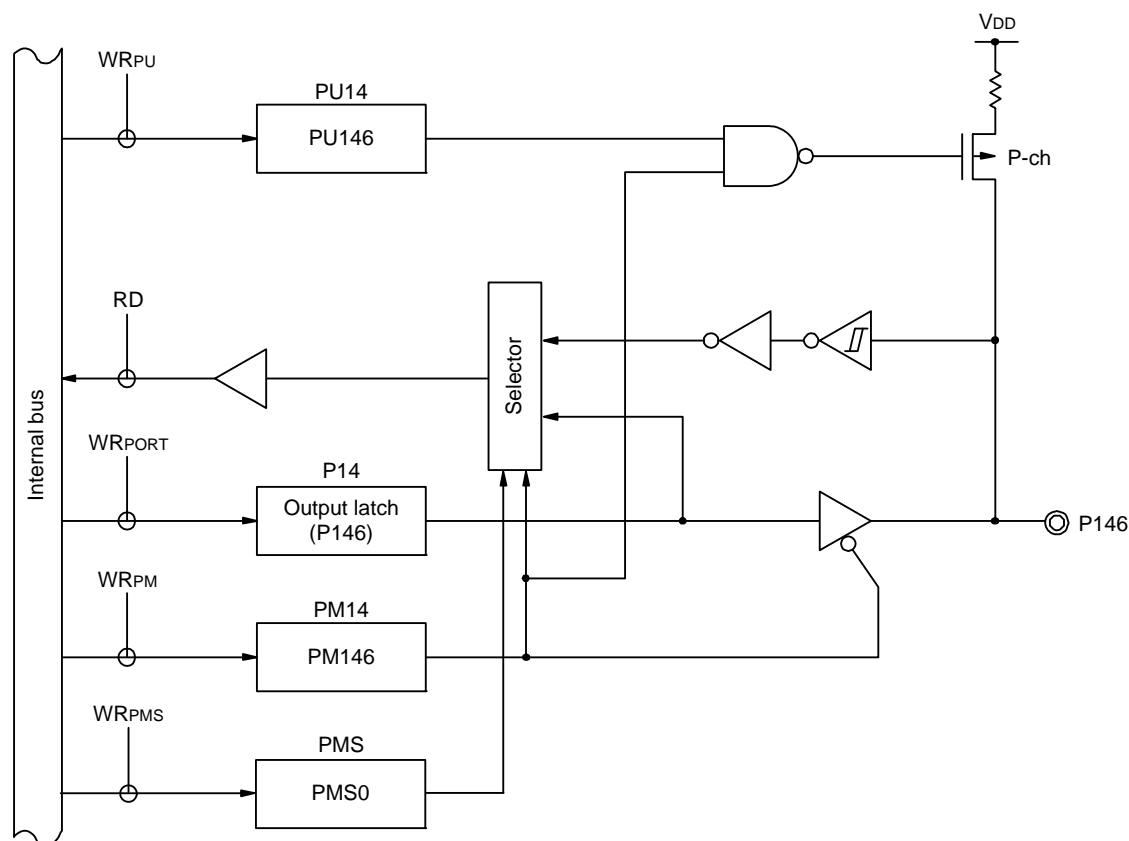 VDD
WRPU
PU14
PU146
P-ch
RD
Selector
Internal bus
WRPORT
P14
Output latch
(P146)
P146
WRPM
PM14
PM146
WRPMS
PMS
PMS0